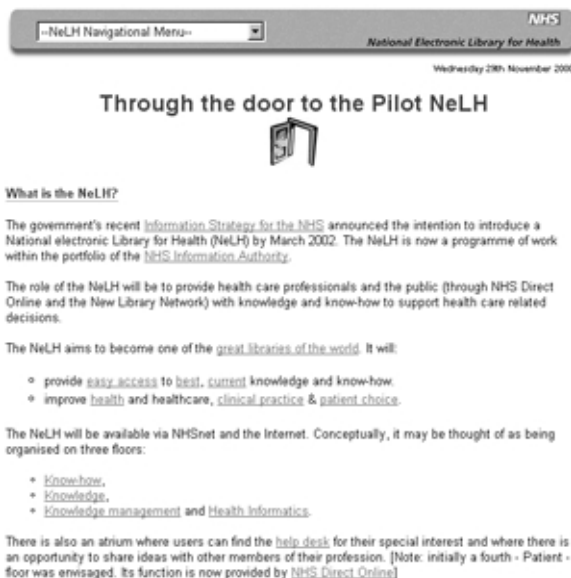 --NeLH Navigational Menu--
NHS
National Electronic Library for Health
Wednesday 29th November 2000
Through the door to the Pilot NeLH
What is the NeLH?
The government's recent Information Strategy for the NHS announced the intention to introduce a
National electronic Library for Health (NeLH) by March 2002. The NeLH is now a programme of work
within the portfolio of the NHS Information Authority.
The role of the NeLH will be to provide health care professionals and the public (through NHS Direct
Online and the New Library Network) with knowledge and know-how to support health care related
decisions.
The NeLH aims to become one of the great libraries of the world. It will:
provide easy access to best, current knowledge and know-how.
improve health and healthcare, clinical practice & patient choice.
The NeLH will be available via NHSnet and the Internet. Conceptually, it may be thought of as being
organised on three floors:
Know-how,
Knowledge,
Knowledge management and Health Informatics.
There is also an atrium where users can find the help desk for their special interest and where there is
an opportunity to share ideas with other members of their profession. [Note: initially a fourth - Patient -
floor was envisaged. Its function is now provided by NHS Direct Online]